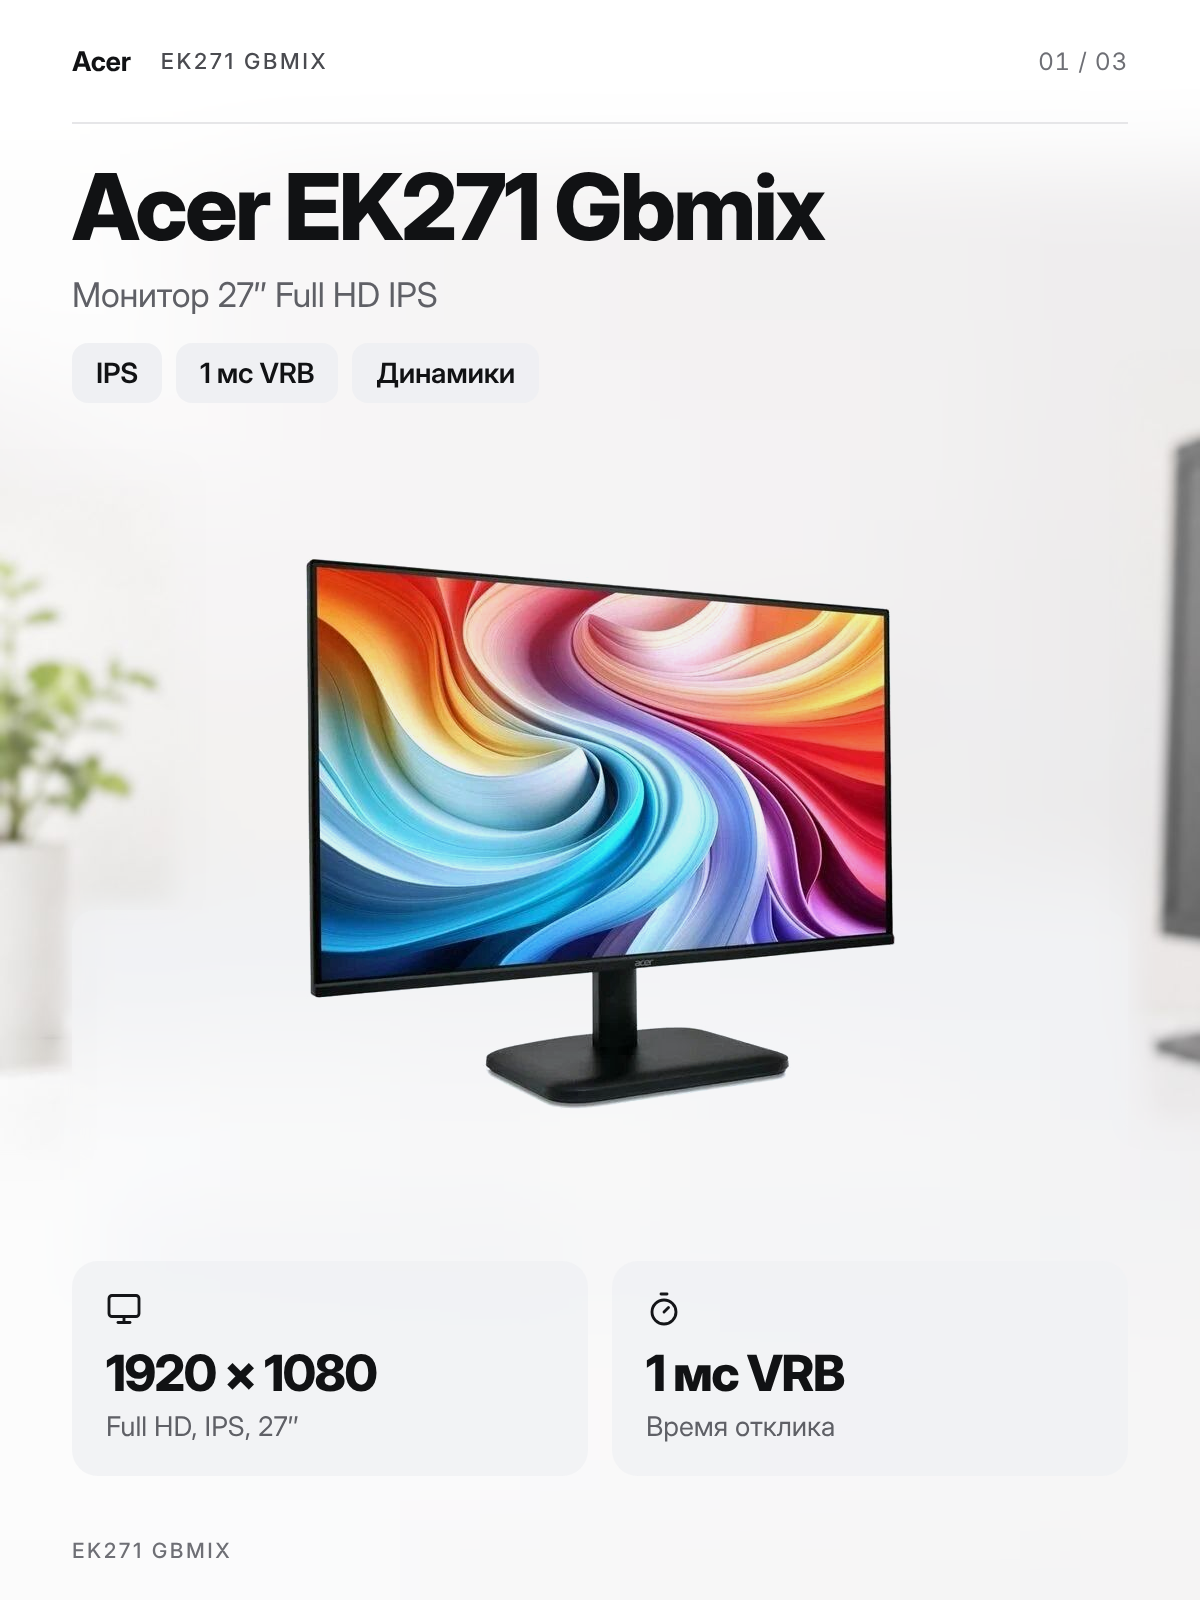 Acer EK271 GBMIX 01 / 03
Acer EK271 Gbmix
Монитор 27″ Full HD IPS
IPS 1 мс VRB Динамики
acer
1920 × 1080
Full HD, IPS, 27″
1 мс VRB
Время отклика
EK271 GBMIX